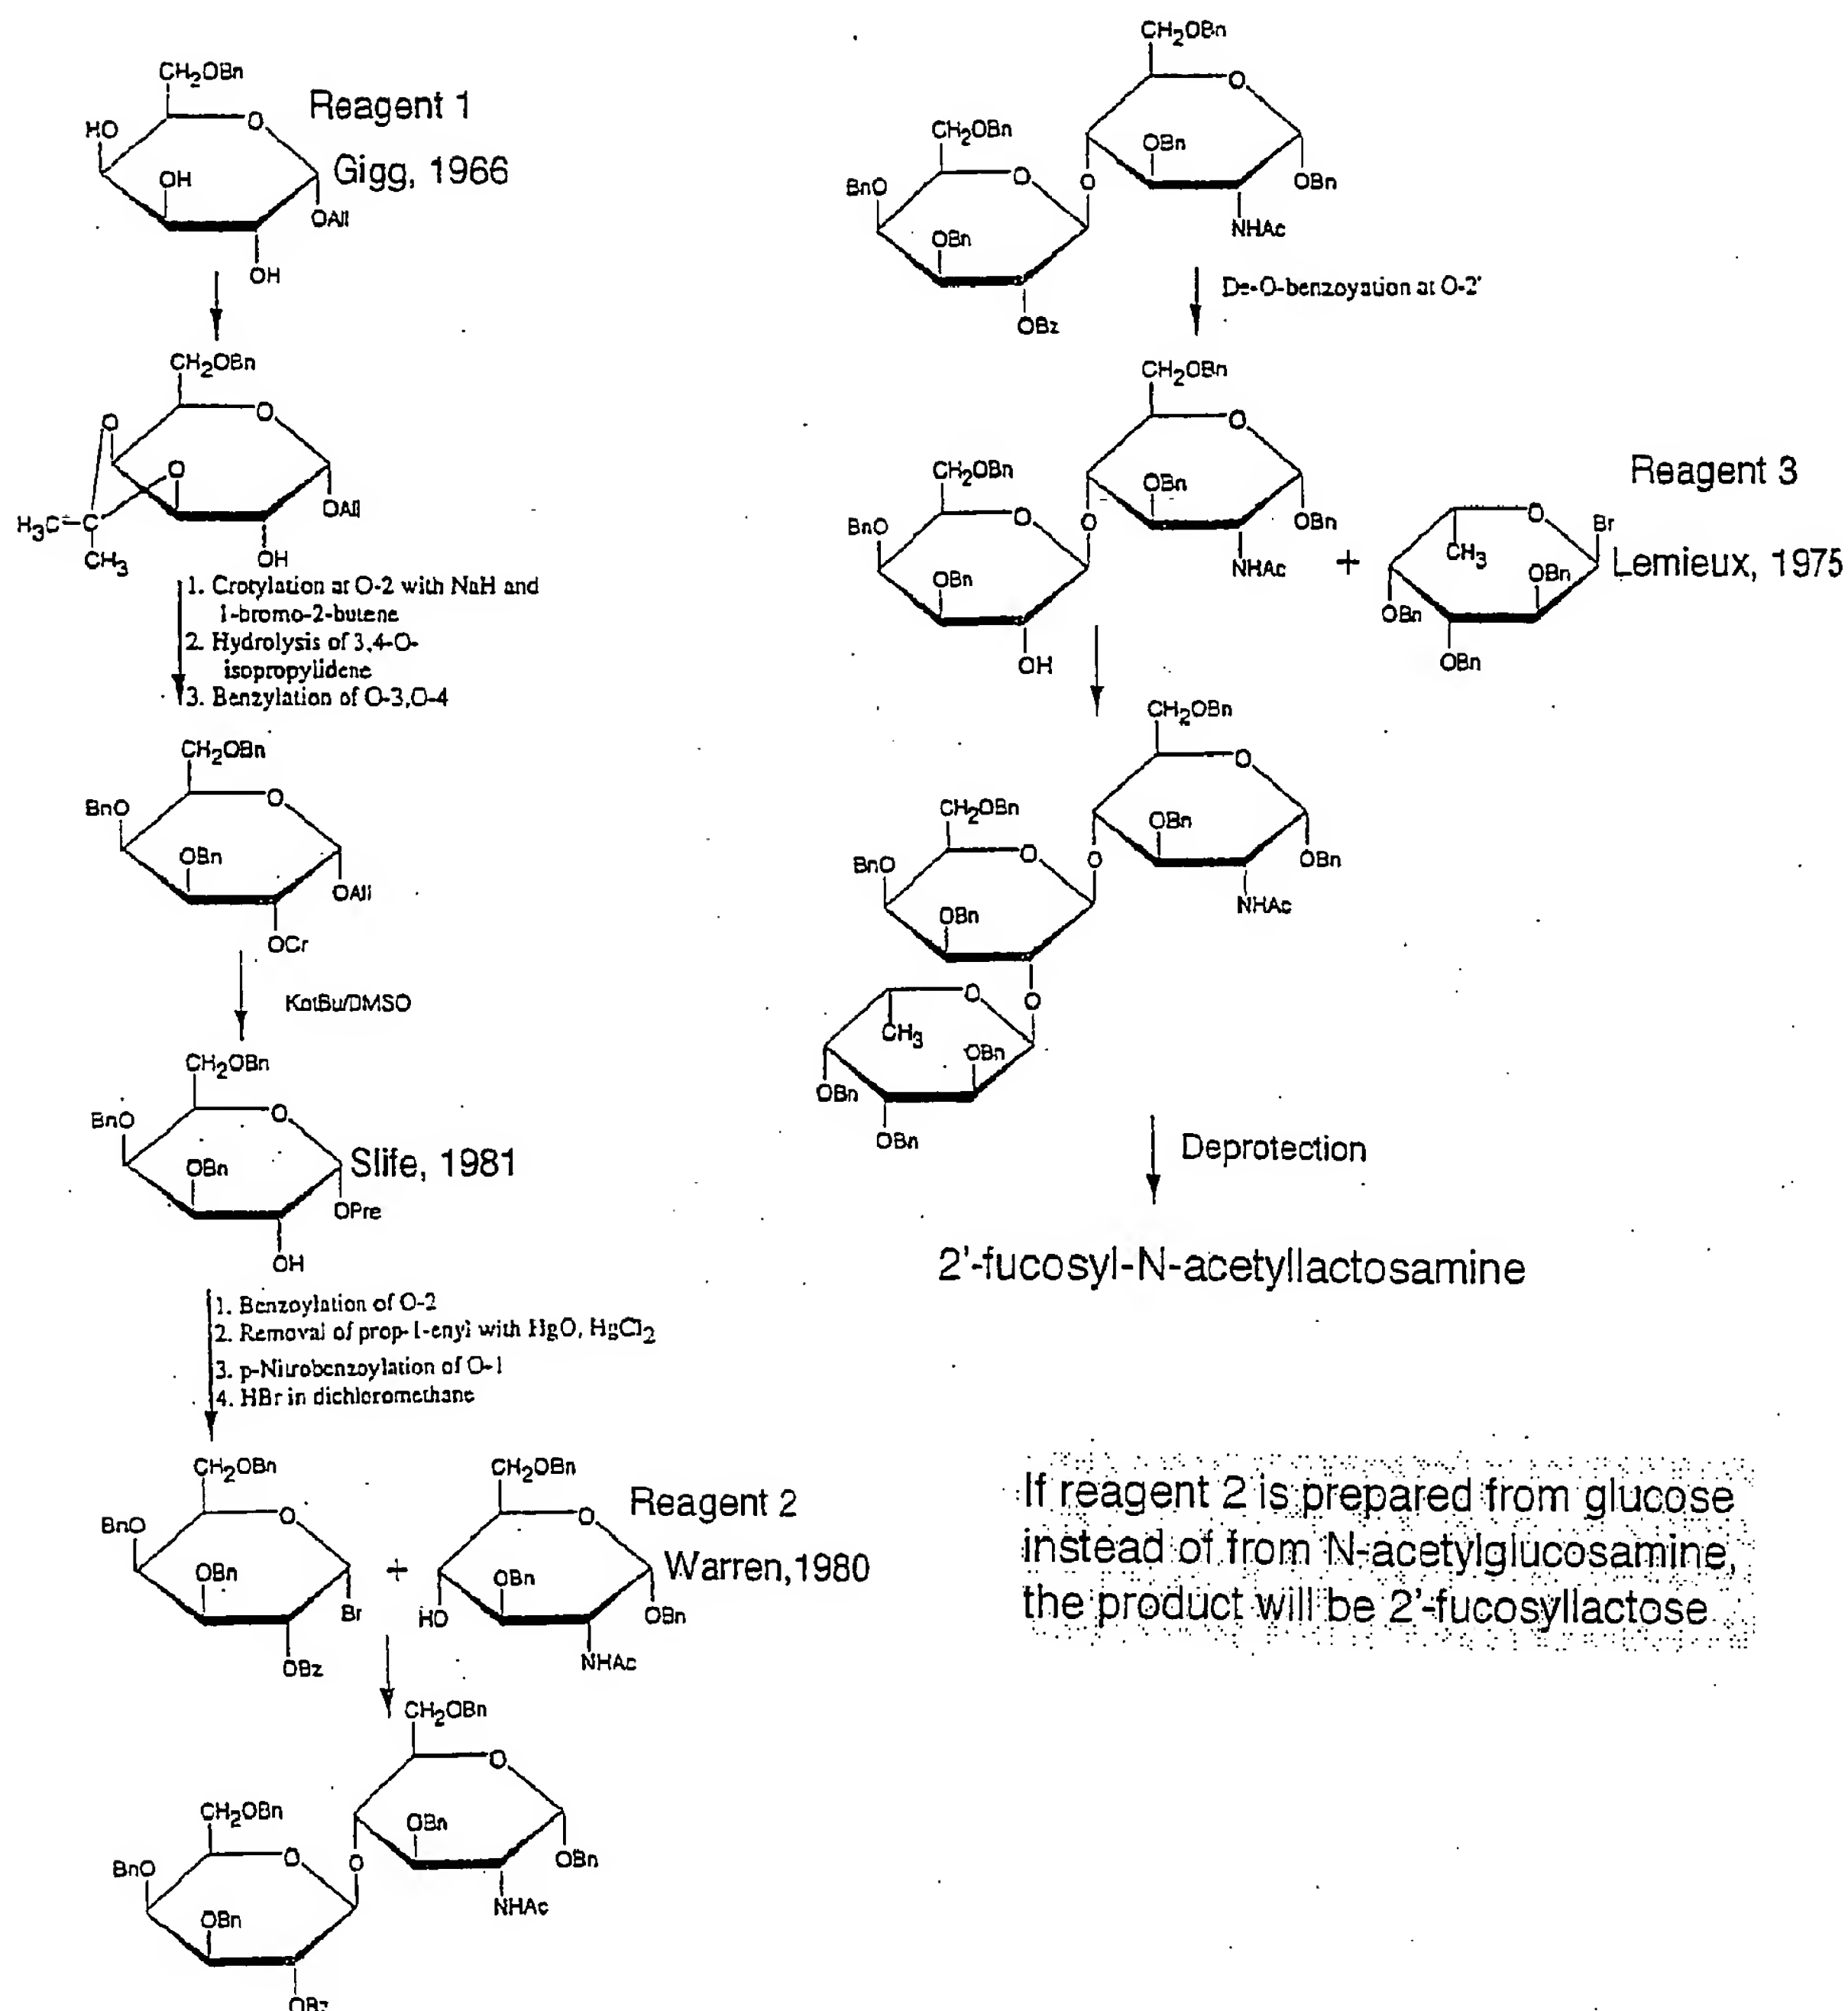 CH2OBn
HO
O
Reagent 1
OH
Gigg, 1966
OAll
OH
CH2OBn
O
O
O
H3C
C
OAll
CH3
OH
1. Crotylation at O-2 with NaH and
1-bromo-2-butene
2. Hydrolysis of 3,4-O-
isopropylidene
3. Benzylation of O-3,O-4
CH2OBn
BnO
O
OBn
OAll
OCr
KotBu/DMSO
CH2OBn
BnO
O
OBn
Slife, 1981
OPre
OH
1. Benzoylation of O-2
2. Removal of prop-1-enyl with HgO, HgCl2
3. p-Nitrobenzoylation of O-1
4. HBr in dichloromethane
CH2OBn
BnO
O
OBn
Br
OBz
+
CH2OBn
O
Reagent 2
OBn
Warren,1980
HO
OBn
NHAc
CH2OBn
O
CH2OBn
OBn
BnO
O
O
OBn
NHAc
OBn
OBz
CH2OBn
O
CH2OBn
OBn
BnO
O
O
OBn
NHAc
OBn
OBz
De-O-benzoyation at O-2'
CH2OBn
O
CH2OBn
OBn
BnO
O
O
OBn
NHAc
OBn
OH
+
Reagent 3
O
Br
CH3
OBn
Lemieux, 1975
OBn
OBn
CH2OBn
O
CH2OBn
OBn
BnO
O
O
OBn
NHAc
OBn
O
O
CH3
OBn
OBn
OBn
Deprotection
2'-fucosyl-N-acetyllactosamine
If reagent 2 is prepared from glucose
instead of from N-acetylglucosamine,
the product will be 2'-fucosyllactose